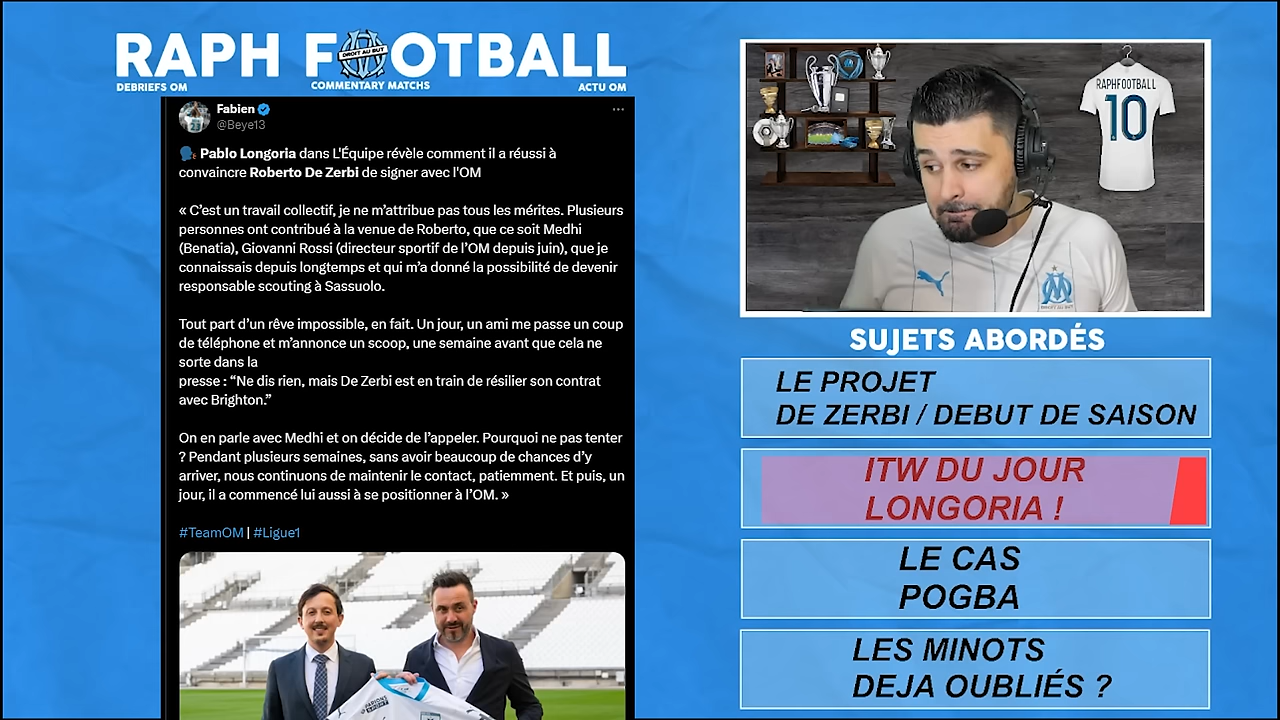 RAPH FOOTBALL
DROIT AU BUT
DEBRIEFS OM
COMMENTARY MATCHS
ACTU OM
Fabien
@Beye13
Pablo Longoria dans L'Équipe révèle comment il a réussi à
convaincre Roberto De Zerbi de signer avec l'OM
« C’est un travail collectif, je ne m’attribue pas tous les mérites. Plusieurs
personnes ont contribué à la venue de Roberto, que ce soit Medhi
(Benatia), Giovanni Rossi (directeur sportif de l’OM depuis juin), que je
connaissais depuis longtemps et qui m’a donné la possibilité de devenir
responsable scouting à Sassuolo.
Tout part d’un rêve impossible, en fait. Un jour, un ami me passe un coup
de téléphone et m’annonce un scoop, une semaine avant que cela ne
sorte dans la
presse : “Ne dis rien, mais De Zerbi est en train de résilier son contrat
avec Brighton.”
On en parle avec Medhi et on décide de l’appeler. Pourquoi ne pas tenter
? Pendant plusieurs semaines, sans avoir beaucoup de chances d’y
arriver, nous continuons de maintenir le contact, patiemment. Et puis, un
jour, il a commencé lui aussi à se positionner à l’OM. »
#TeamOM | #Ligue1
PARIONS
SPORT
RAPHFOOTBALL
10
SUJETS ABORDÉS
LE PROJET
DE ZERBI / DEBUT DE SAISON
ITW DU JOUR
LONGORIA !
LE CAS
POGBA
LES MINOTS
DEJA OUBLIÉS ?